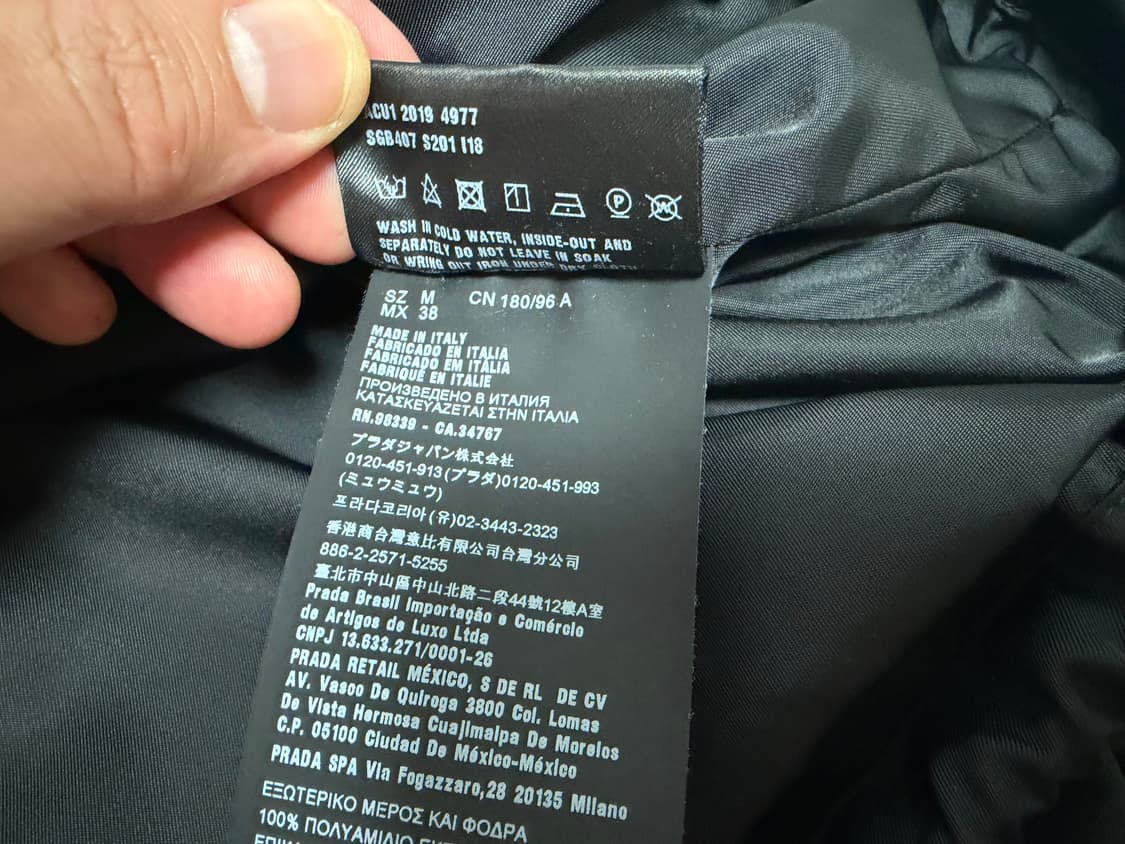 ACU1 2019 4977
SGB407 S201 I18
P
WASH IN COLD WATER, INSIDE-OUT AND
SEPARATELY DO NOT LEAVE IN SOAK
OR WRING OUT IRON UNDER DRY CLOTH
SZ M CN 180/96 A
MX 38
MADE IN ITALY
FABRICADO EN ITALIA
FABRICADO EM ITALIA
FABRIQUÉ EN ITALIE
ПРОИЗВЕДЕНО В ИТАЛИЯ
ΚΑΤΑΣΚΕΥΑΖΕΤΑΙ ΣΤΗΝ ΙΤΑΛΙΑ
RN.98339 - CA.34767
プラダジャパン株式会社
0120-451-913(プラダ)0120-451-993
(ミュウミュウ)
프라다코리아(유)02-3443-2323
香港商台灣意比有限公司台灣分公司
886-2-2571-5255
臺北市中山區中山北路二段44號12樓A室
Prada Brasil Importação e Comércio
de Artigos de Luxo Ltda
CNPJ 13.633.271/0001-26
PRADA RETAIL MÉXICO, S DE RL DE CV
AV. Vasco De Quiroga 3800 Col. Lomas
De Vista Hermosa Cuajimalpa De Morelos
C.P. 05100 Ciudad De México-México
PRADA SPA Via Fogazzaro,28 20135 Milano
ΕΞΩΤΕΡΙΚΟ ΜΕΡΟΣ ΚΑΙ ΦΟΔΡΑ
100% ΠΟΛΥΑΜΙΔΙΟ